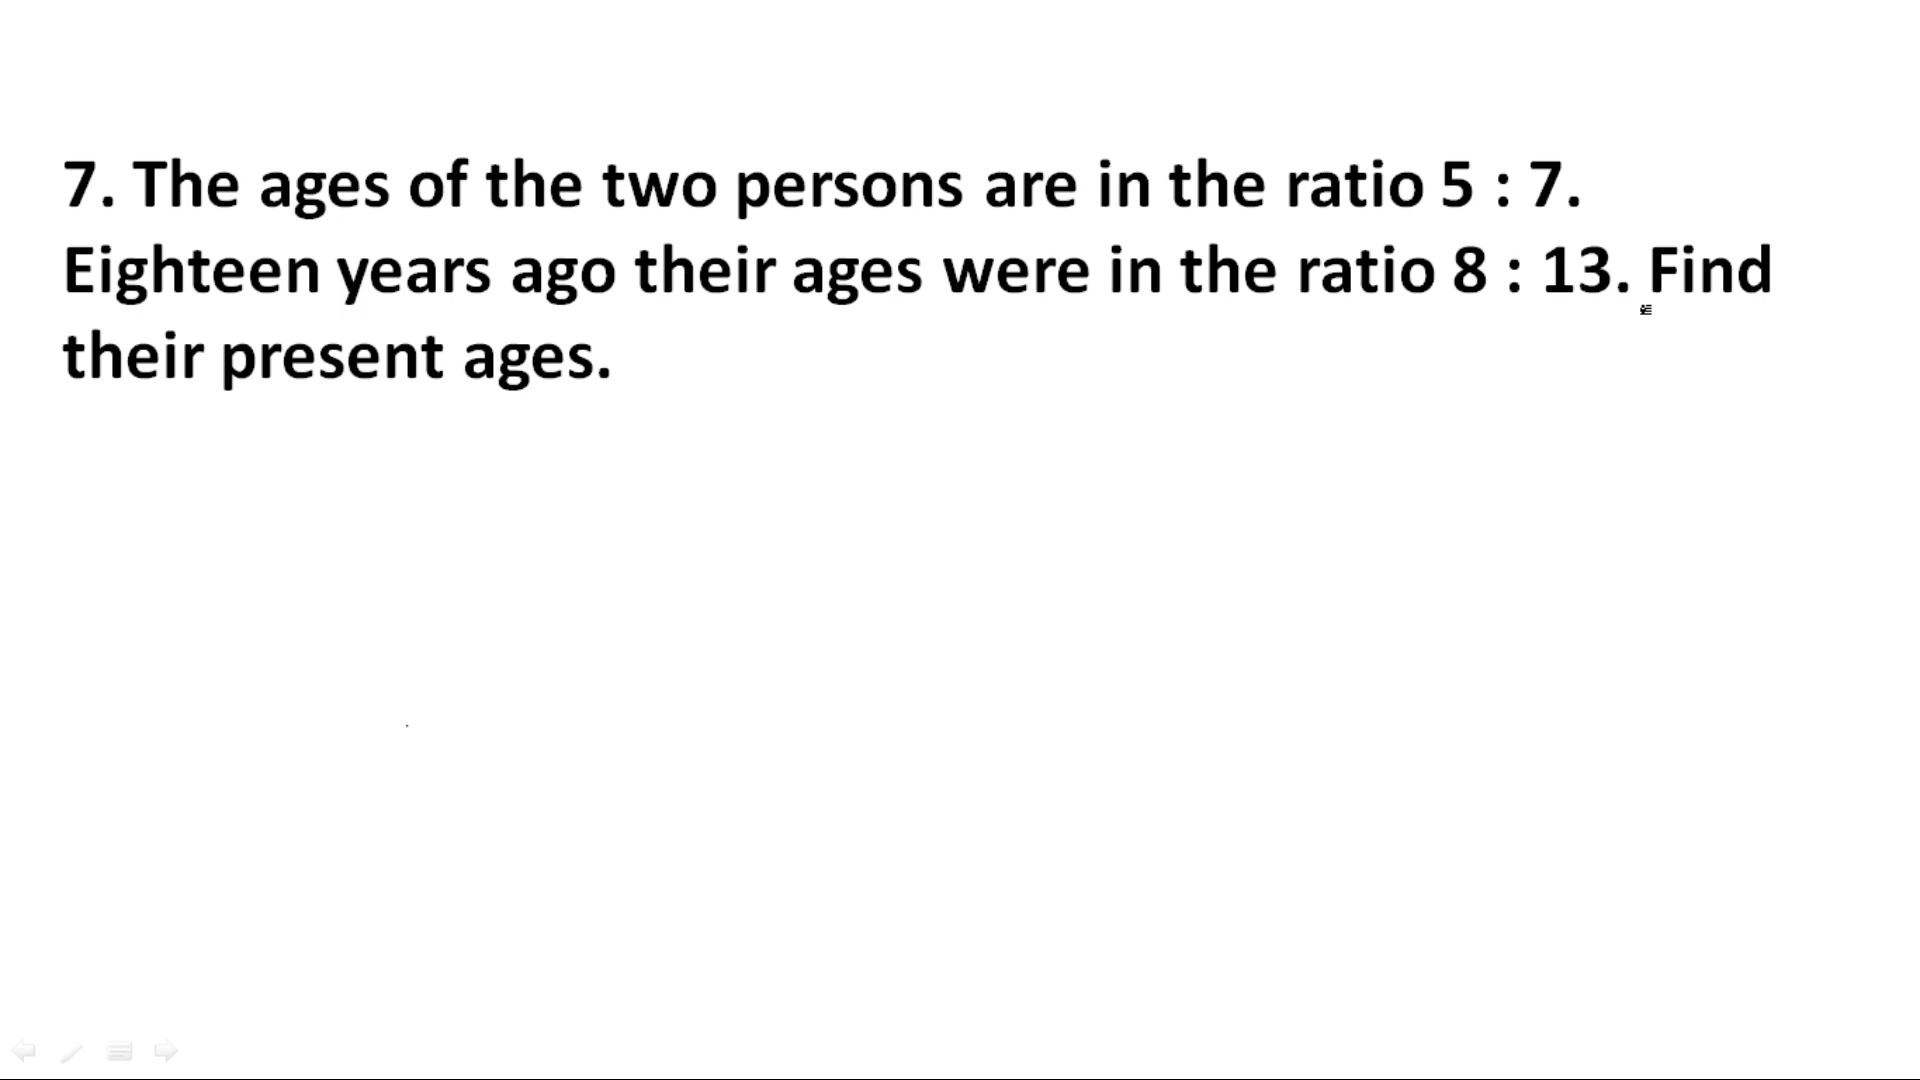 7. The ages of the two persons are in the ratio 5 : 7.
Eighteen years ago their ages were in the ratio 8 : 13. Find
their present ages.